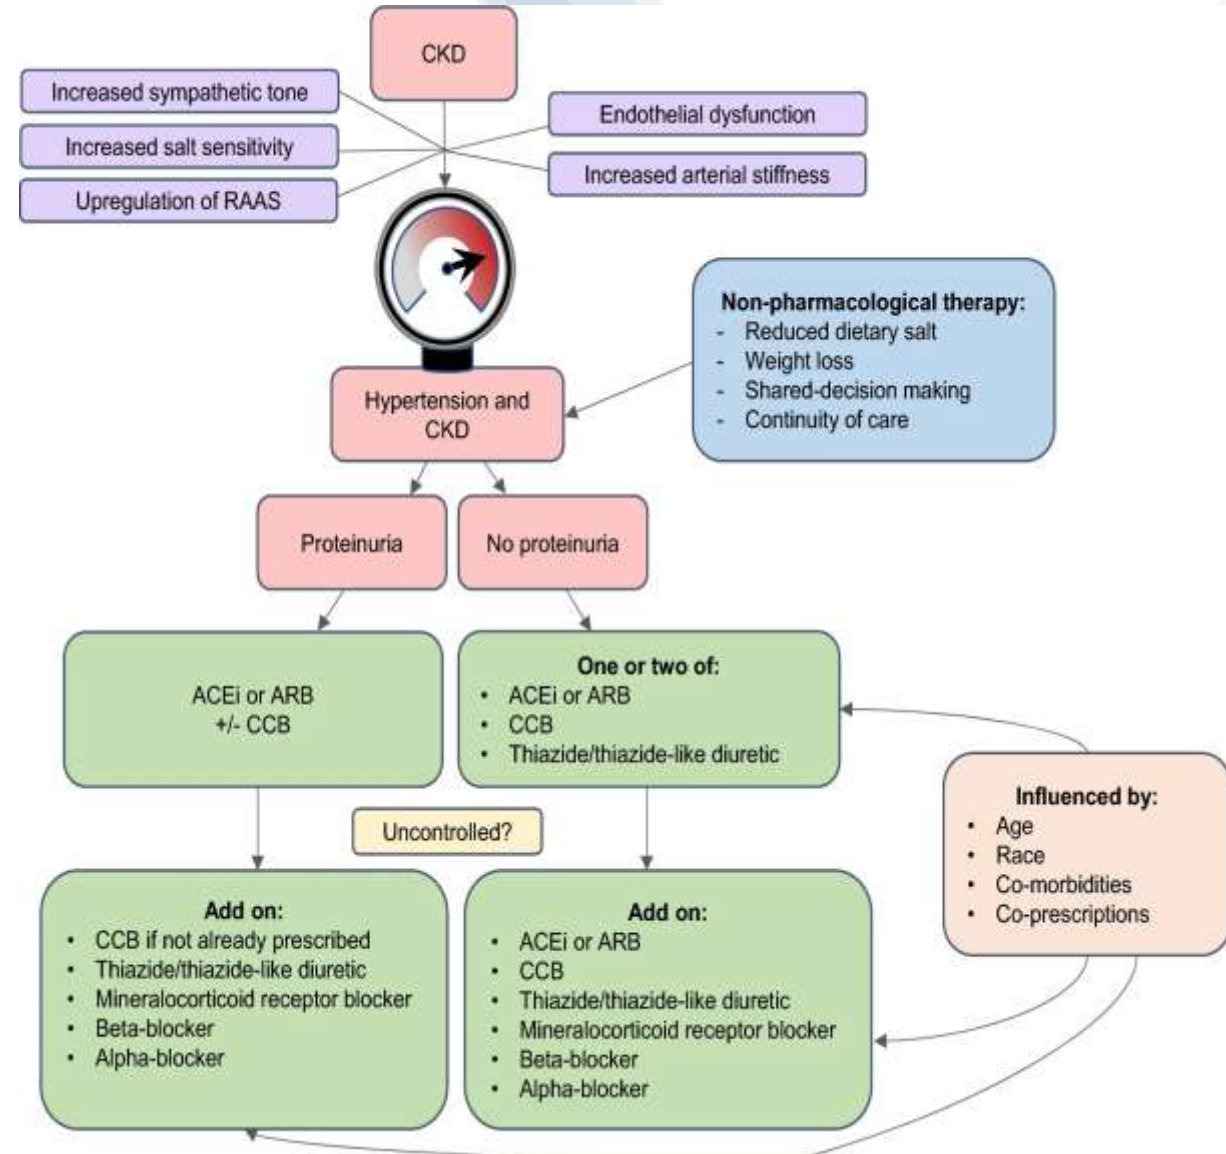 CKD
Increased sympathetic tone
Increased salt sensitivity
Upregulation of RAAS
Endothelial dysfunction
Increased arterial stiffness
Non-pharmacological therapy:
- Reduced dietary salt
- Weight loss
- Shared-decision making
- Continuity of care
Hypertension and
CKD
Proteinuria
No proteinuria
ACEi or ARB
+/- CCB
One or two of:
• ACEi or ARB
• CCB
• Thiazide/thiazide-like diuretic
Influenced by:
• Age
• Race
• Co-morbidities
• Co-prescriptions
Uncontrolled?
Add on:
• CCB if not already prescribed
• Thiazide/thiazide-like diuretic
• Mineralocorticoid receptor blocker
• Beta-blocker
• Alpha-blocker
Add on:
• ACEi or ARB
• CCB
• Thiazide/thiazide-like diuretic
• Mineralocorticoid receptor blocker
• Beta-blocker
• Alpha-blocker